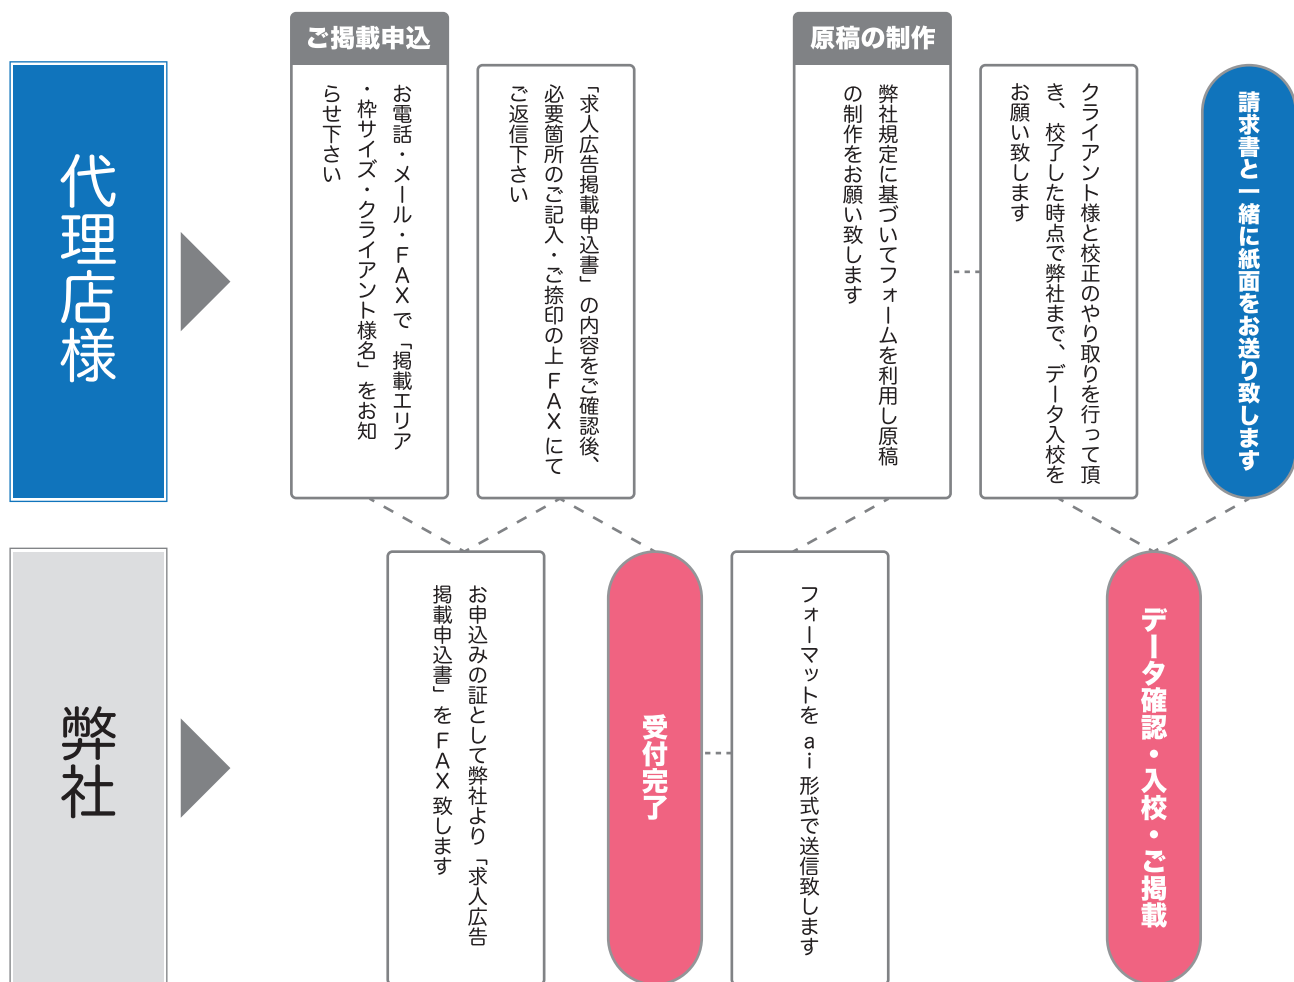 代理店様
ご掲載申込
お電話・メール・FAXで「掲載エリア
・枠サイズ・クライアント様名」をお知
らせ下さい
「求人広告掲載申込書」の内容をご確認後、
必要箇所のご記入・ご捺印の上FAXにて
ご返信下さい
原稿の制作
弊社規定に基づいてフォームを利用し原稿
の制作をお願い致します
クライアント様と校正のやり取りを行って頂
き、校了した時点で弊社まで、データ入校を
お願い致します
請求書と一緒に紙面をお送り致します
弊社
お申込みの証として弊社より「求人広告
掲載申込書」をFAX致します
受付完了
フォーマットをai形式で送信致します
データ確認・入校・ご掲載